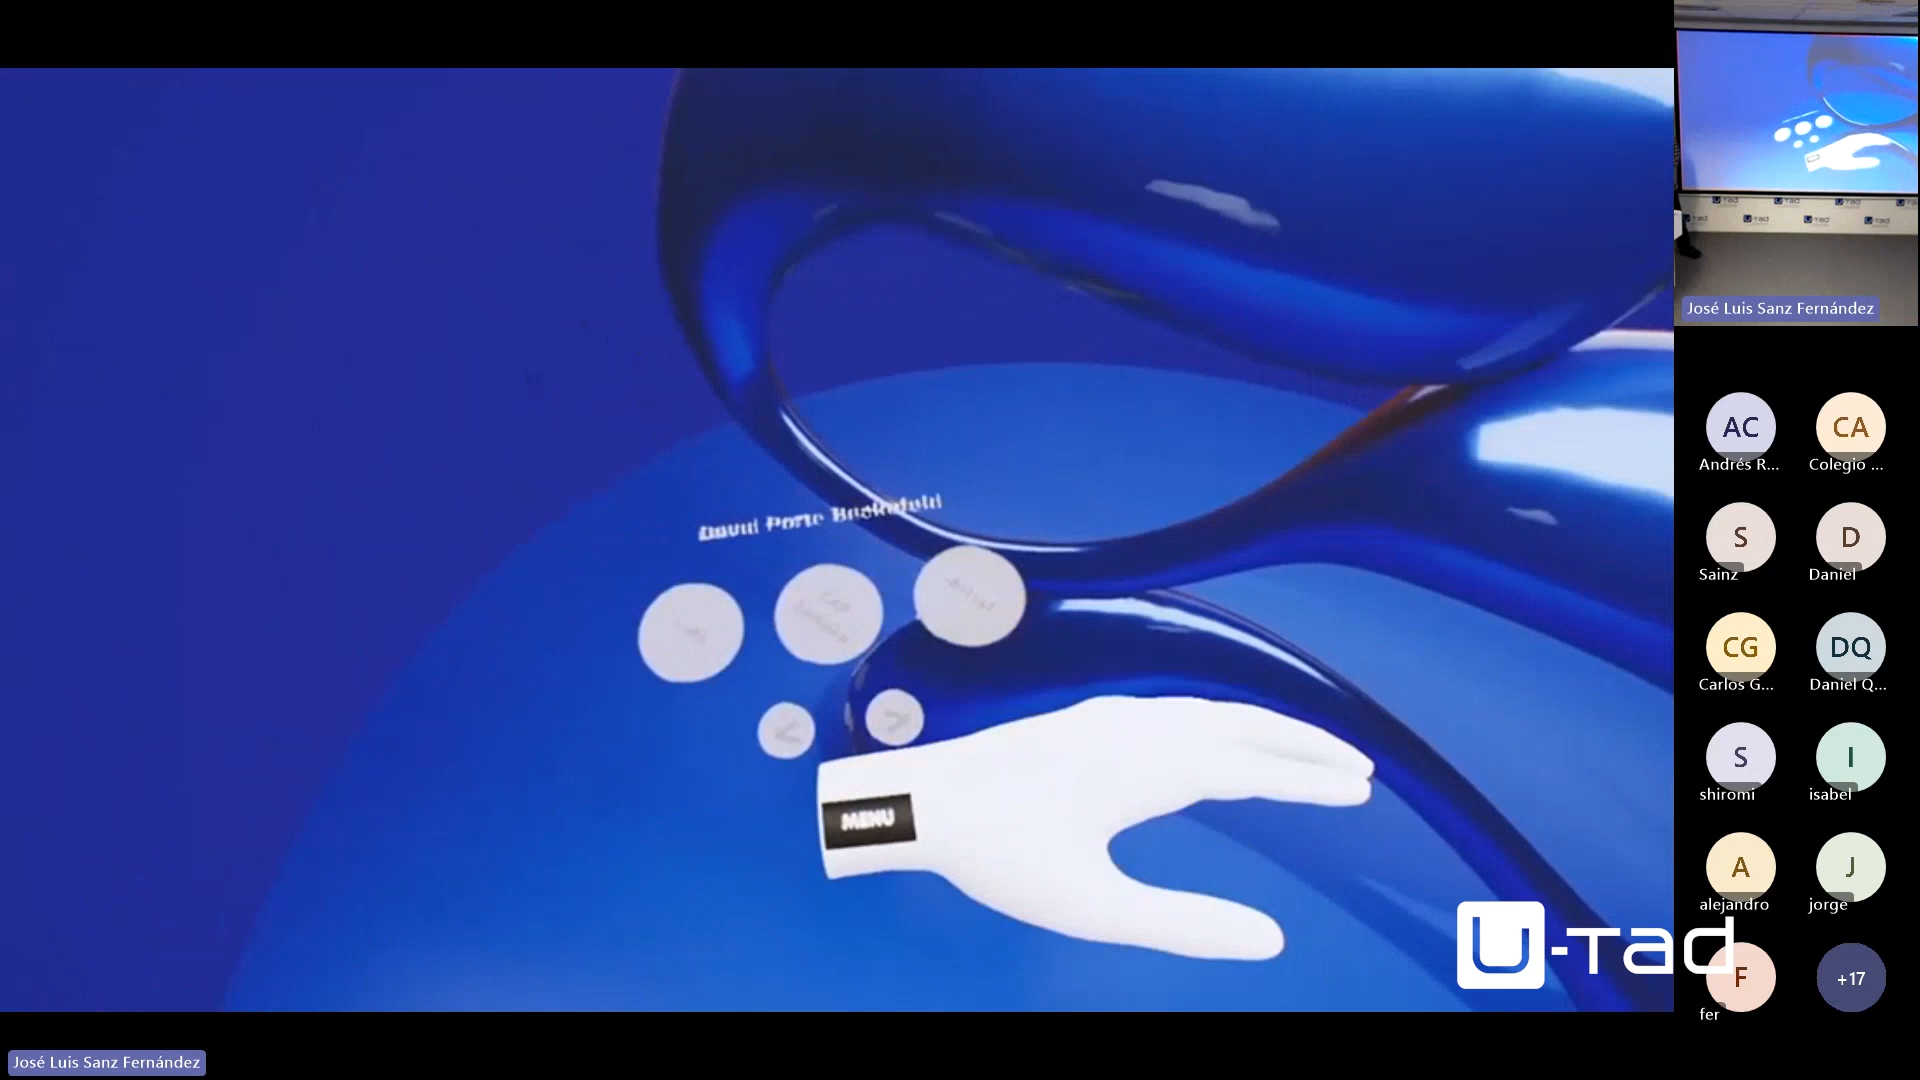 MENU
U-Tad
José Luis Sanz Fernández
AC
Andrés R...
CA
Colegio ...
S
Sainz
D
Daniel
CG
Carlos G...
DQ
Daniel Q...
S
shiromi
I
isabel
A
alejandro
J
jorge
F
fer
+17
José Luis Sanz Fernández